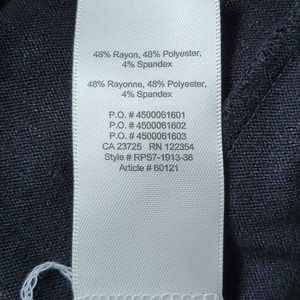 48% Rayon, 48% Polyester,
4% Spandex
48% Rayonne, 48% Polyester,
4% Spandex
P.O. # 4500061601
P.O. # 4500061602
P.O. # 4500061603
CA 23725 RN 122354
Style # RPS7-1913-36
Article # 60121